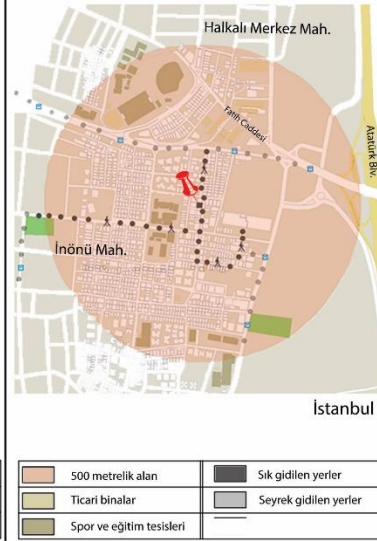 Halkalı Merkez Mah.
Fatih Caddesi
Atatürk Blv.
İnönü Mah.
İstanbul
500 metrelik alan
Sık gidilen yerler
Ticari binalar
Seyrek gidilen yerler
Spor ve eğitim tesisleri